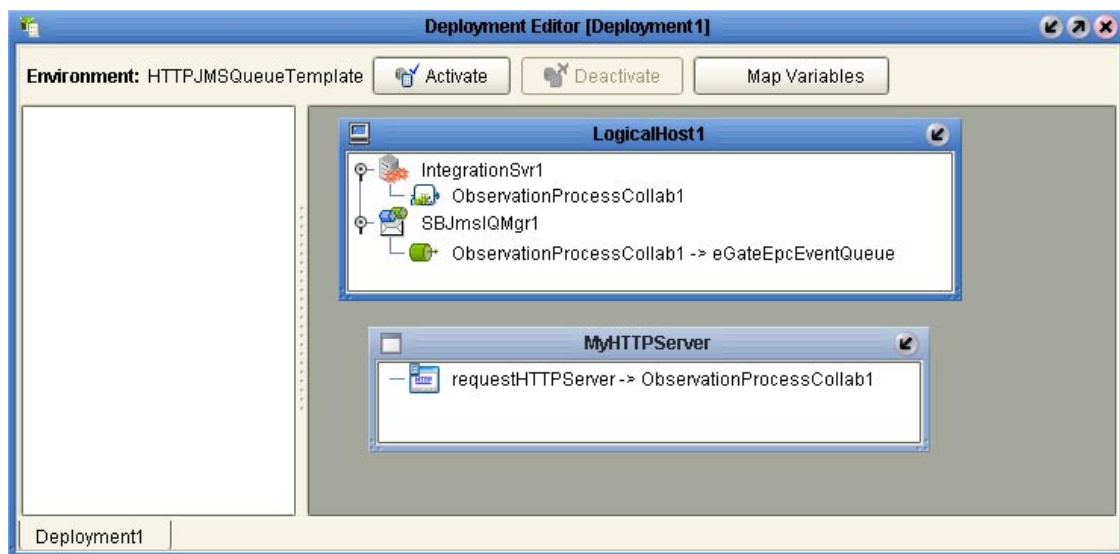 Deployment Editor [Deployment1]
Environment: HTTPJMSQueueTemplate Activate Deactivate Map Variables
LogicalHost1
IntegrationSvr1
ObservationProcessCollab1
SBJmsIQMgr1
ObservationProcessCollab1 -> eGateEpcEventQueue
MyHTTPServer
HTTP requestHTTPServer -> ObservationProcessCollab1
Deployment1